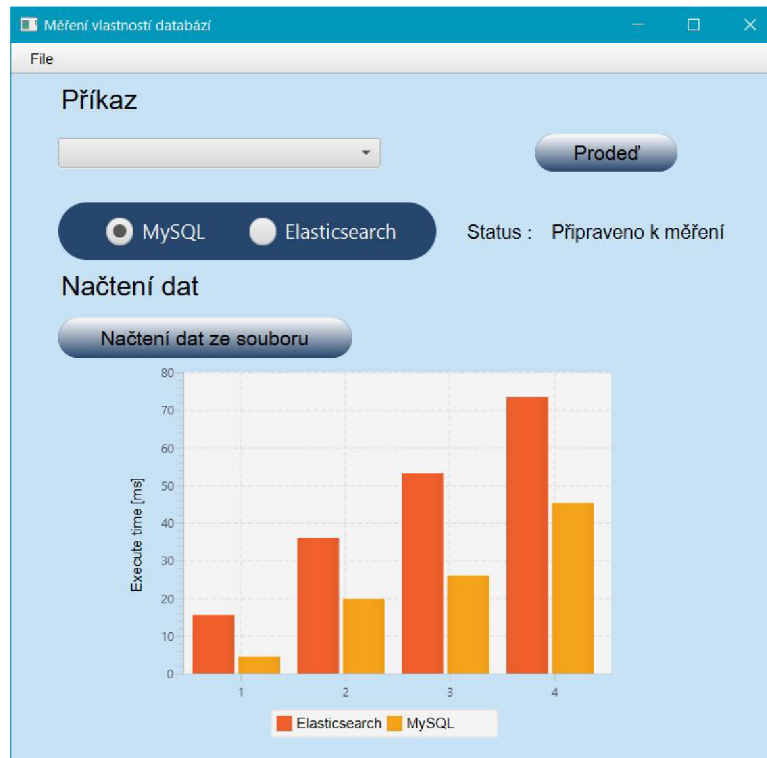 Měření vlastností databází
File
Příkaz
Prodeď
MySQL Elasticsearch Status : Připraveno k měření
Načtení dat
Načtení dat ze souboru
80
70
60
50
40
30
20
10
0
Execute time [ms]
1 2 3 4
Elasticsearch MySQL